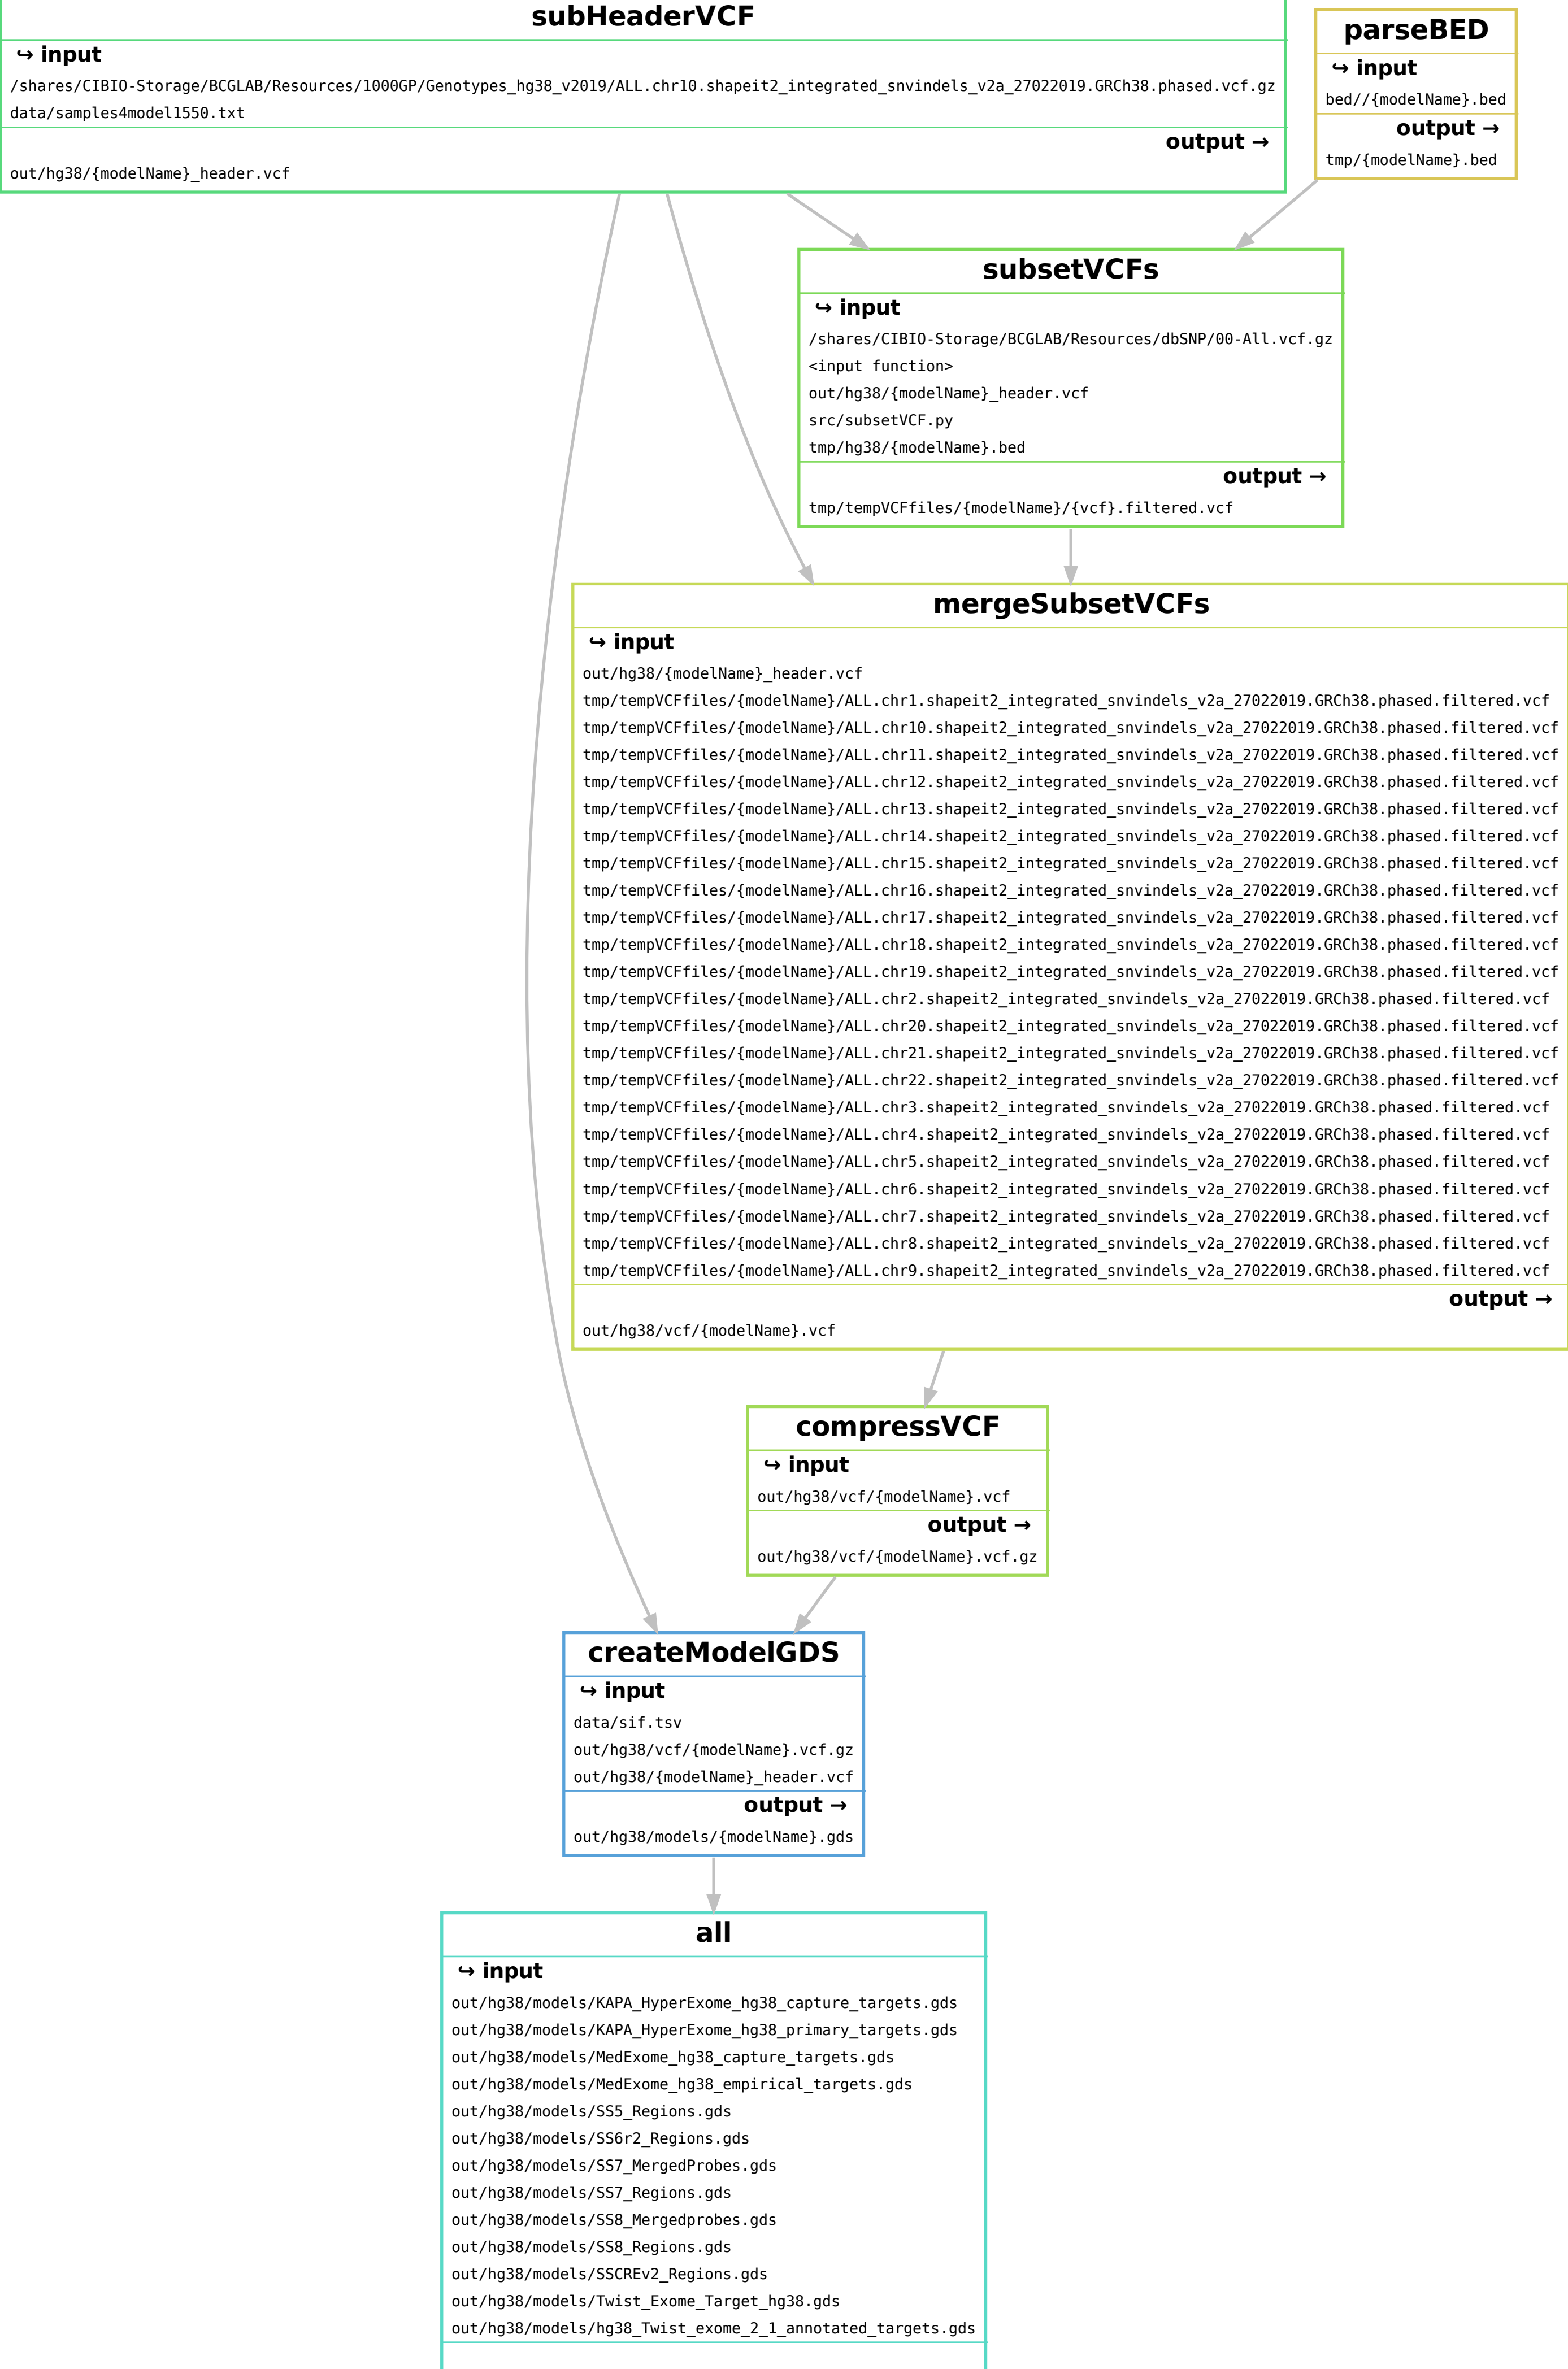 subHeaderVCF
↪ input
/shares/CIBIO-Storage/BCGLAB/Resources/1000GP/Genotypes_hg38_v2019/ALL.chr10.shapeit2_integrated_snvindels_v2a_27022019.GRCh38.phased.vcf.gz
data/samples4model1550.txt
output →
out/hg38/{modelName}_header.vcf
parseBED
↪ input
bed//{modelName}.bed
output →
tmp/{modelName}.bed
subsetVCFs
↪ input
/shares/CIBIO-Storage/BCGLAB/Resources/dbSNP/00-All.vcf.gz
<input function>
out/hg38/{modelName}_header.vcf
src/subsetVCF.py
tmp/hg38/{modelName}.bed
output →
tmp/tempVCFfiles/{modelName}/{vcf}.filtered.vcf
mergeSubsetVCFs
↪ input
out/hg38/{modelName}_header.vcf
tmp/tempVCFfiles/{modelName}/ALL.chr1.shapeit2_integrated_snvindels_v2a_27022019.GRCh38.phased.filtered.vcf
tmp/tempVCFfiles/{modelName}/ALL.chr10.shapeit2_integrated_snvindels_v2a_27022019.GRCh38.phased.filtered.vcf
tmp/tempVCFfiles/{modelName}/ALL.chr11.shapeit2_integrated_snvindels_v2a_27022019.GRCh38.phased.filtered.vcf
tmp/tempVCFfiles/{modelName}/ALL.chr12.shapeit2_integrated_snvindels_v2a_27022019.GRCh38.phased.filtered.vcf
tmp/tempVCFfiles/{modelName}/ALL.chr13.shapeit2_integrated_snvindels_v2a_27022019.GRCh38.phased.filtered.vcf
tmp/tempVCFfiles/{modelName}/ALL.chr14.shapeit2_integrated_snvindels_v2a_27022019.GRCh38.phased.filtered.vcf
tmp/tempVCFfiles/{modelName}/ALL.chr15.shapeit2_integrated_snvindels_v2a_27022019.GRCh38.phased.filtered.vcf
tmp/tempVCFfiles/{modelName}/ALL.chr16.shapeit2_integrated_snvindels_v2a_27022019.GRCh38.phased.filtered.vcf
tmp/tempVCFfiles/{modelName}/ALL.chr17.shapeit2_integrated_snvindels_v2a_27022019.GRCh38.phased.filtered.vcf
tmp/tempVCFfiles/{modelName}/ALL.chr18.shapeit2_integrated_snvindels_v2a_27022019.GRCh38.phased.filtered.vcf
tmp/tempVCFfiles/{modelName}/ALL.chr19.shapeit2_integrated_snvindels_v2a_27022019.GRCh38.phased.filtered.vcf
tmp/tempVCFfiles/{modelName}/ALL.chr2.shapeit2_integrated_snvindels_v2a_27022019.GRCh38.phased.filtered.vcf
tmp/tempVCFfiles/{modelName}/ALL.chr20.shapeit2_integrated_snvindels_v2a_27022019.GRCh38.phased.filtered.vcf
tmp/tempVCFfiles/{modelName}/ALL.chr21.shapeit2_integrated_snvindels_v2a_27022019.GRCh38.phased.filtered.vcf
tmp/tempVCFfiles/{modelName}/ALL.chr22.shapeit2_integrated_snvindels_v2a_27022019.GRCh38.phased.filtered.vcf
tmp/tempVCFfiles/{modelName}/ALL.chr3.shapeit2_integrated_snvindels_v2a_27022019.GRCh38.phased.filtered.vcf
tmp/tempVCFfiles/{modelName}/ALL.chr4.shapeit2_integrated_snvindels_v2a_27022019.GRCh38.phased.filtered.vcf
tmp/tempVCFfiles/{modelName}/ALL.chr5.shapeit2_integrated_snvindels_v2a_27022019.GRCh38.phased.filtered.vcf
tmp/tempVCFfiles/{modelName}/ALL.chr6.shapeit2_integrated_snvindels_v2a_27022019.GRCh38.phased.filtered.vcf
tmp/tempVCFfiles/{modelName}/ALL.chr7.shapeit2_integrated_snvindels_v2a_27022019.GRCh38.phased.filtered.vcf
tmp/tempVCFfiles/{modelName}/ALL.chr8.shapeit2_integrated_snvindels_v2a_27022019.GRCh38.phased.filtered.vcf
tmp/tempVCFfiles/{modelName}/ALL.chr9.shapeit2_integrated_snvindels_v2a_27022019.GRCh38.phased.filtered.vcf
output →
out/hg38/vcf/{modelName}.vcf
compressVCF
↪ input
out/hg38/vcf/{modelName}.vcf
output →
out/hg38/vcf/{modelName}.vcf.gz
createModelGDS
↪ input
data/sif.tsv
out/hg38/vcf/{modelName}.vcf.gz
out/hg38/{modelName}_header.vcf
output →
out/hg38/models/{modelName}.gds
all
↪ input
out/hg38/models/KAPA_HyperExome_hg38_capture_targets.gds
out/hg38/models/KAPA_HyperExome_hg38_primary_targets.gds
out/hg38/models/MedExome_hg38_capture_targets.gds
out/hg38/models/MedExome_hg38_empirical_targets.gds
out/hg38/models/SS5_Regions.gds
out/hg38/models/SS6r2_Regions.gds
out/hg38/models/SS7_MergedProbes.gds
out/hg38/models/SS7_Regions.gds
out/hg38/models/SS8_Mergedprobes.gds
out/hg38/models/SS8_Regions.gds
out/hg38/models/SSCREv2_Regions.gds
out/hg38/models/Twist_Exome_Target_hg38.gds
out/hg38/models/hg38_Twist_exome_2_1_annotated_targets.gds